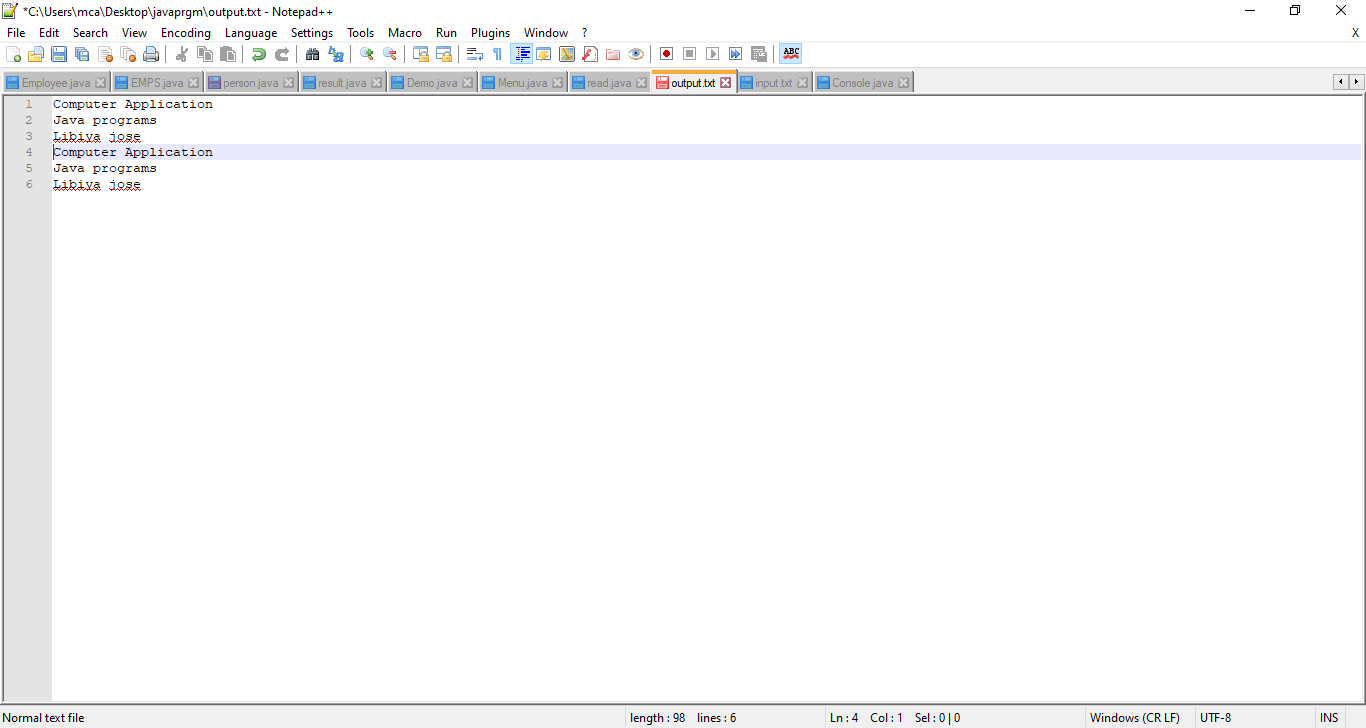 *C:\Users\mca\Desktop\javaprgm\output.txt - Notepad++
File Edit Search View Encoding Language Settings Tools Macro Run Plugins Window ? X
ABC
Employee.java EMPS.java person.java result.java Demo.java Menu.java read.java output.txt input.txt Console.java
1 Computer Application
2 Java programs
3 Libiya jose
4 Computer Application
5 Java programs
6 Libiya jose
Normal text file length : 98 lines : 6 Ln : 4 Col : 1 Sel : 0 | 0 Windows (CR LF) UTF-8 INS